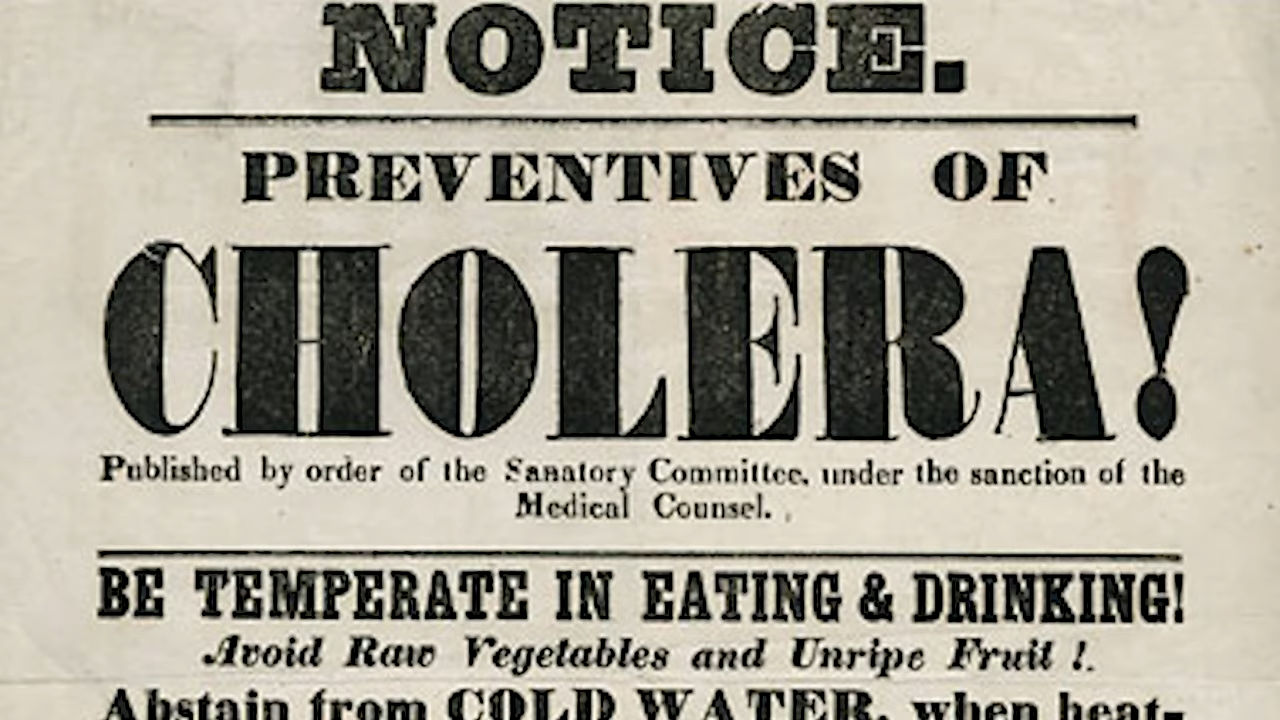 NOTICE.
PREVENTIVES OF
CHOLERA!
Published by order of the Sanatory Committee, under the sanction of the
Medical Counsel.
BE TEMPERATE IN EATING & DRINKING!
Avoid Raw Vegetables and Unripe Fruit !.
Abstain from COLD WATER, when heat-